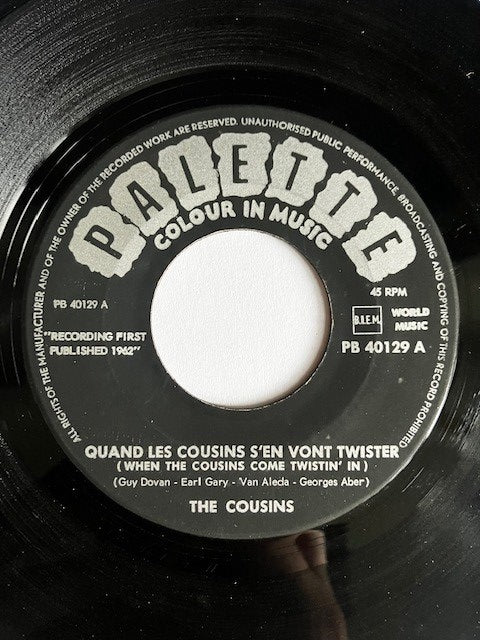 ALL RIGHTS OF THE MANUFACTURER AND OF THE OWNER OF THE RECORDED WORK ARE RESERVED. UNAUTHORISED PUBLIC PERFORMANCE, BROADCASTING AND COPYING OF THIS RECORD PROHIBITED
PALETTE
COLOUR IN MUSIC
PB 40129 A
45 RPM
"RECORDING FIRST
PUBLISHED 1962"
B.I.E.M.
WORLD
MUSIC
PB 40129 A
QUAND LES COUSINS S'EN VONT TWISTER
(WHEN THE COUSINS COME TWISTIN' IN)
(Guy Dovan - Earl Gary - Van Aleda - Georges Aber)
THE COUSINS